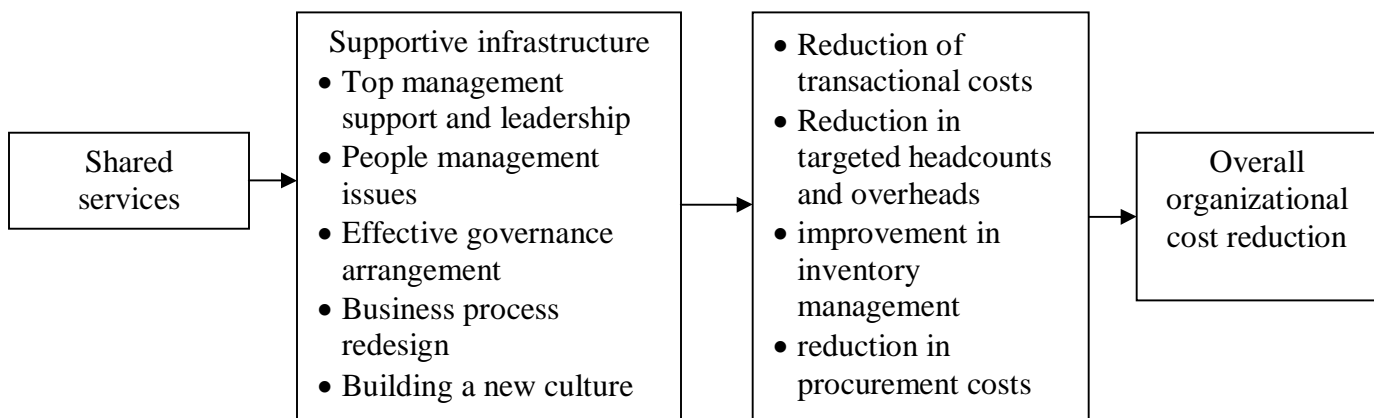 Shared
services
Supportive infrastructure
• Top management
support and leadership
• People management
issues
• Effective governance
arrangement
• Business process
redesign
• Building a new culture
• Reduction of
transactional costs
• Reduction in
targeted headcounts
and overheads
• improvement in
inventory
management
• reduction in
procurement costs
Overall
organizational
cost reduction